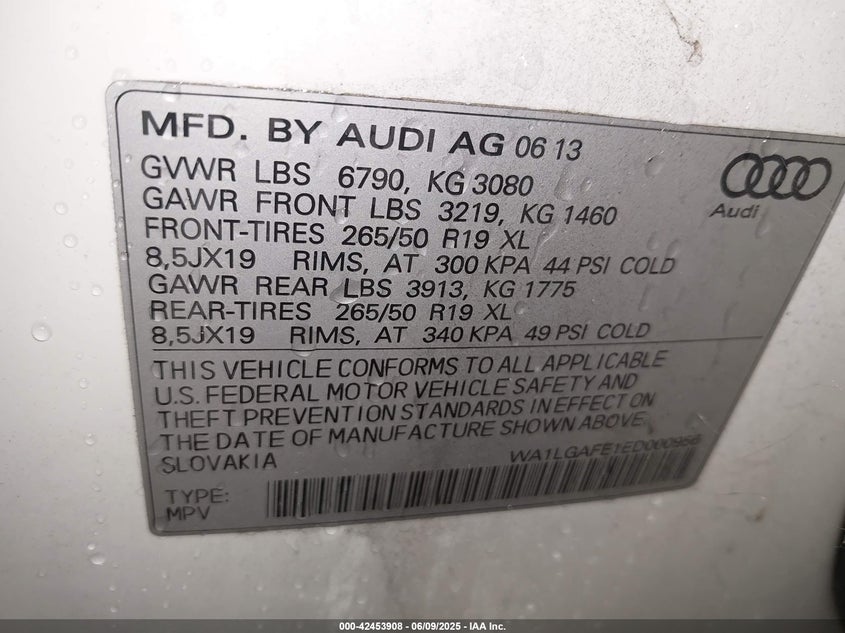 MFD. BY AUDI AG 06 13
GVWR LBS 6790, KG 3080
GAWR FRONT LBS 3219, KG 1460
FRONT-TIRES 265/50 R19 XL
8,5JX19 RIMS, AT 300 KPA 44 PSI COLD
GAWR REAR LBS 3913, KG 1775
REAR-TIRES 265/50 R19 XL
8,5JX19 RIMS, AT 340 KPA 49 PSI COLD
Audi
THIS VEHICLE CONFORMS TO ALL APPLICABLE
U.S. FEDERAL MOTOR VEHICLE SAFETY AND
THEFT PREVENTION STANDARDS IN EFFECT ON
THE DATE OF MANUFACTURE SHOWN ABOVE.
SLOVAKIA
WA1LGAFE1ED000956
TYPE:
MPV
000-42453908 - 06/09/2025 - IAA Inc.